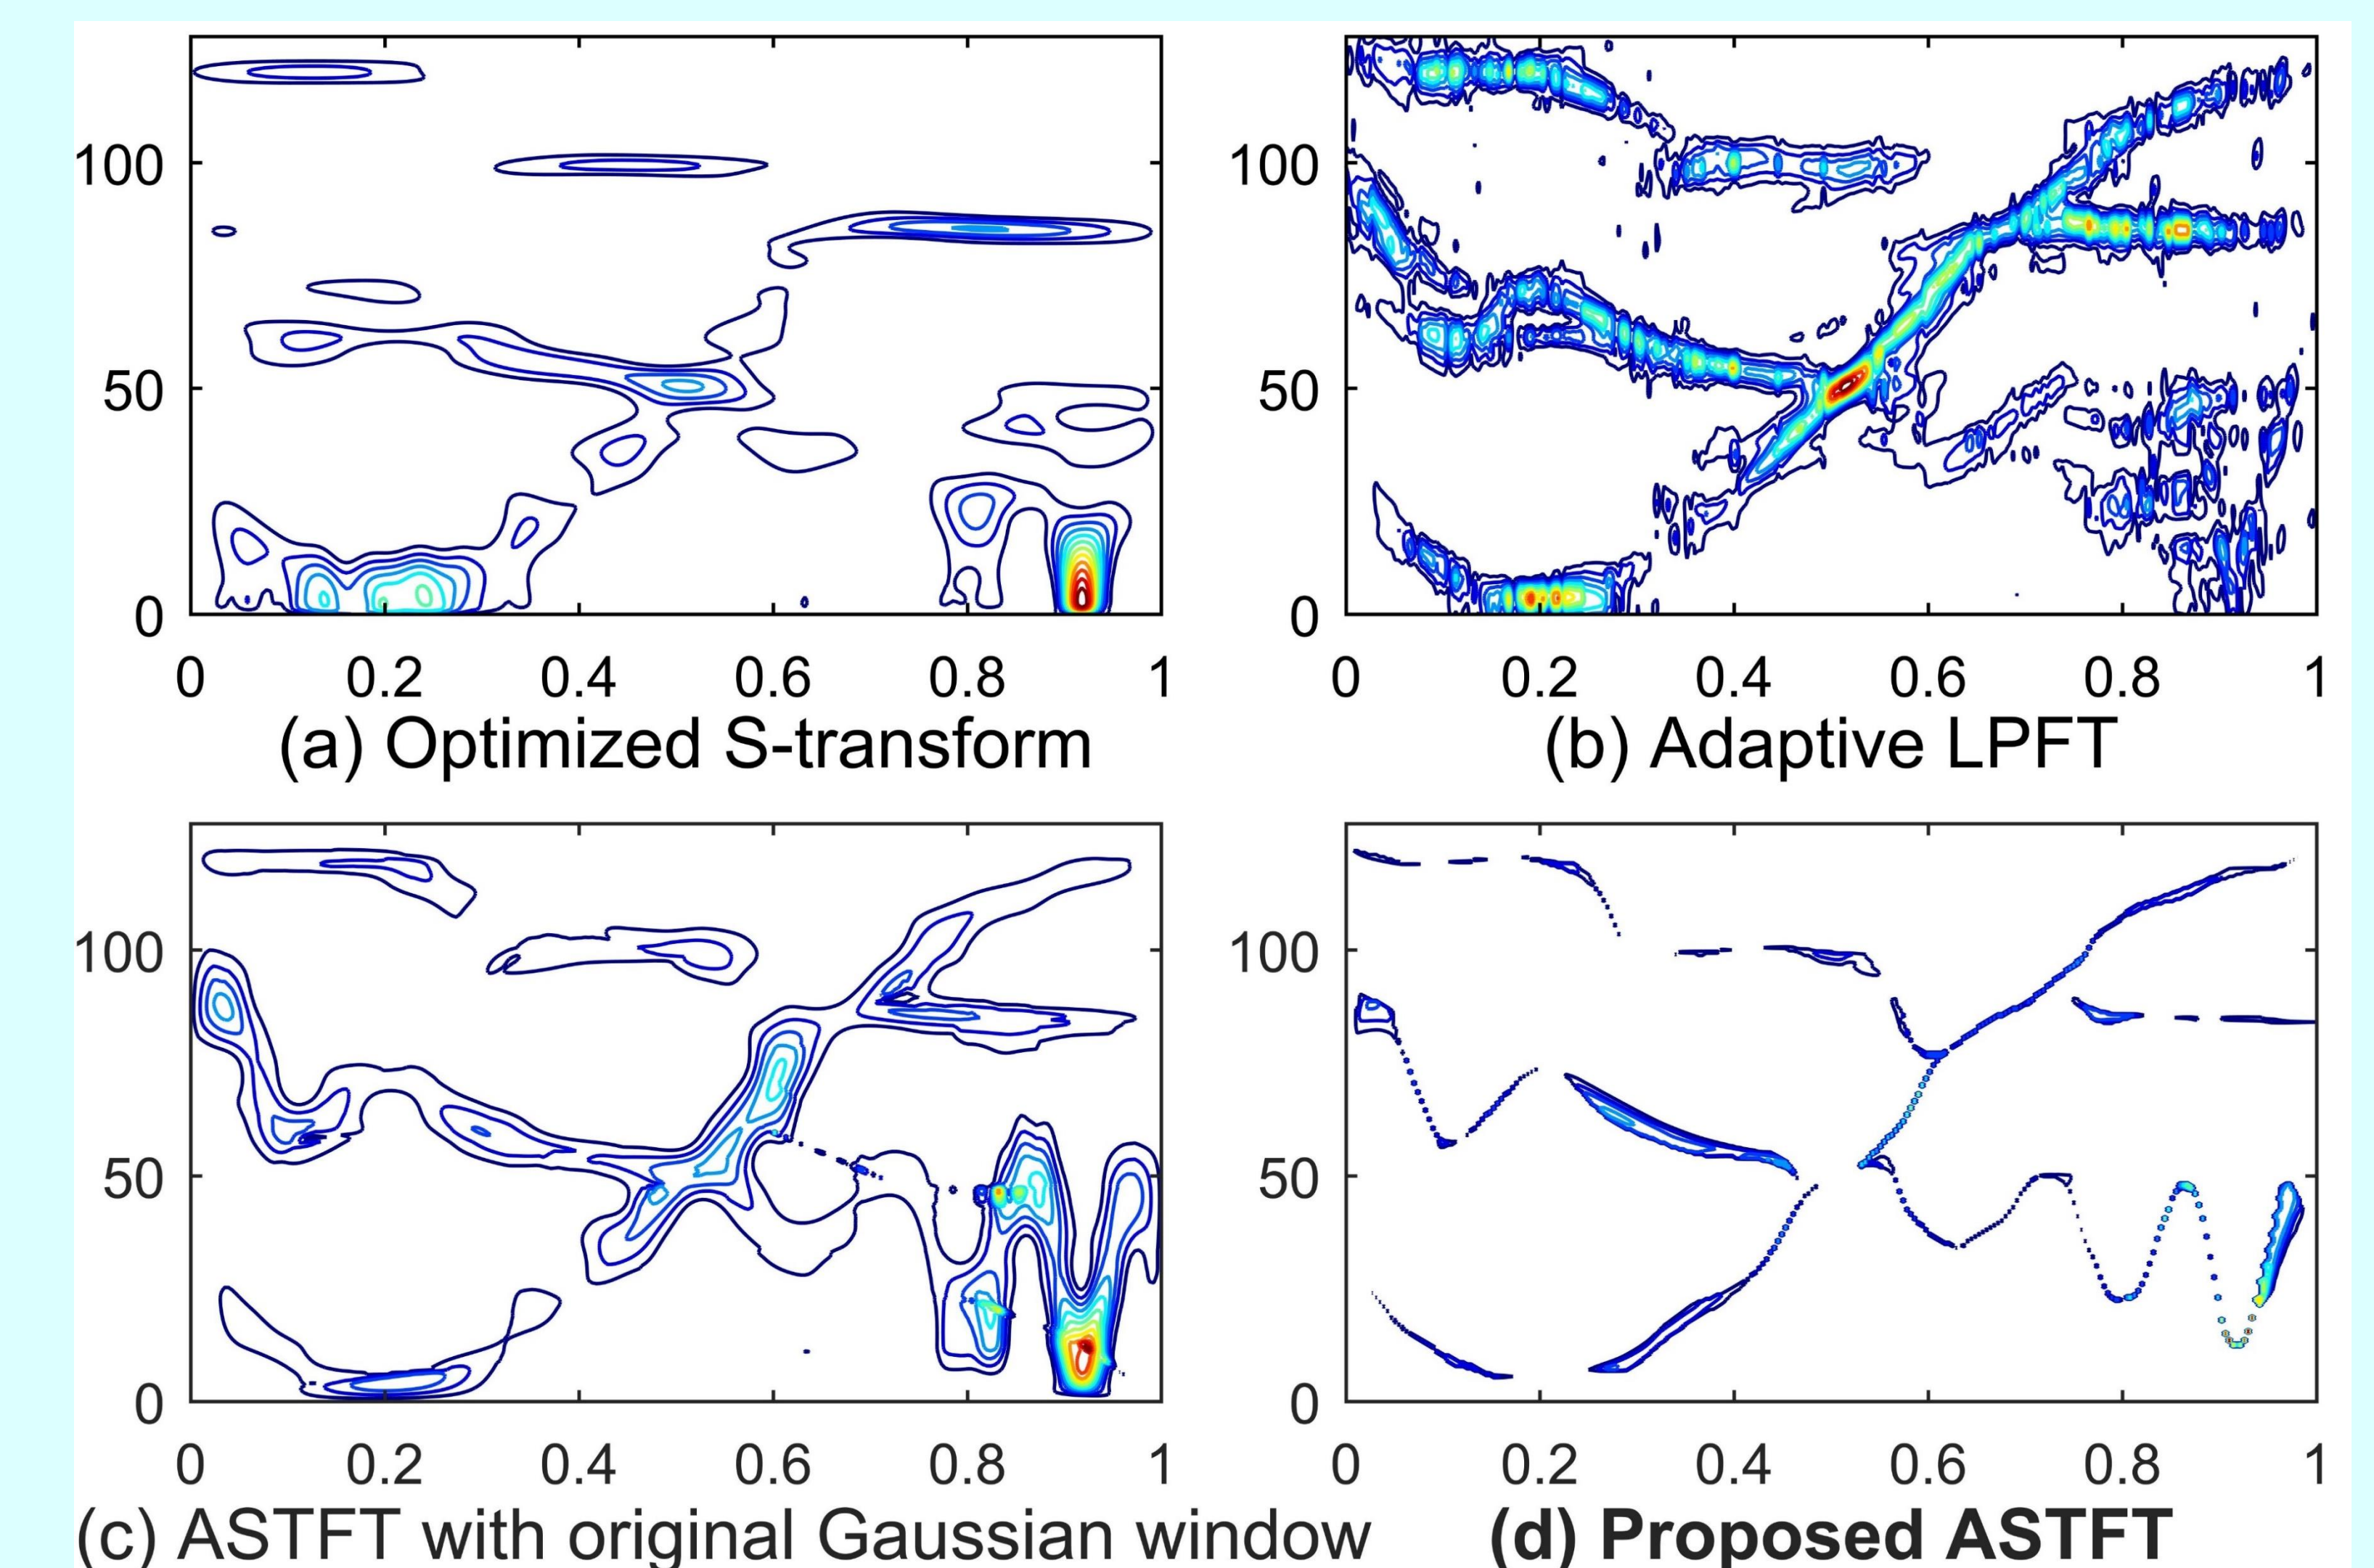 100
100
50
50
0
0
0 0.2 0.4 0.6 0.8 1
0 0.2 0.4 0.6 0.8 1
(a) Optimized S-transform
(b) Adaptive LPFT
100
100
50
50
0
0
0 0.2 0.4 0.6 0.8 1
0 0.2 0.4 0.6 0.8 1
(c) ASTFT with original Gaussian window
(d) Proposed ASTFT